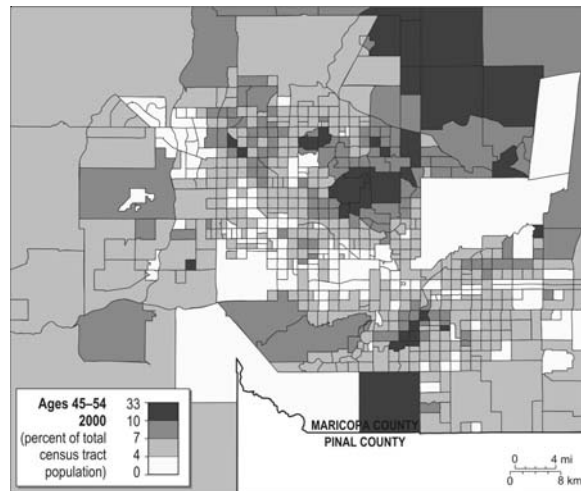 MARICOPA COUNTY
PINAL COUNTY
Ages 45–54
2000
(percent of total
census tract
population)
33
10
7
4
0
0 4 mi
0 8 km